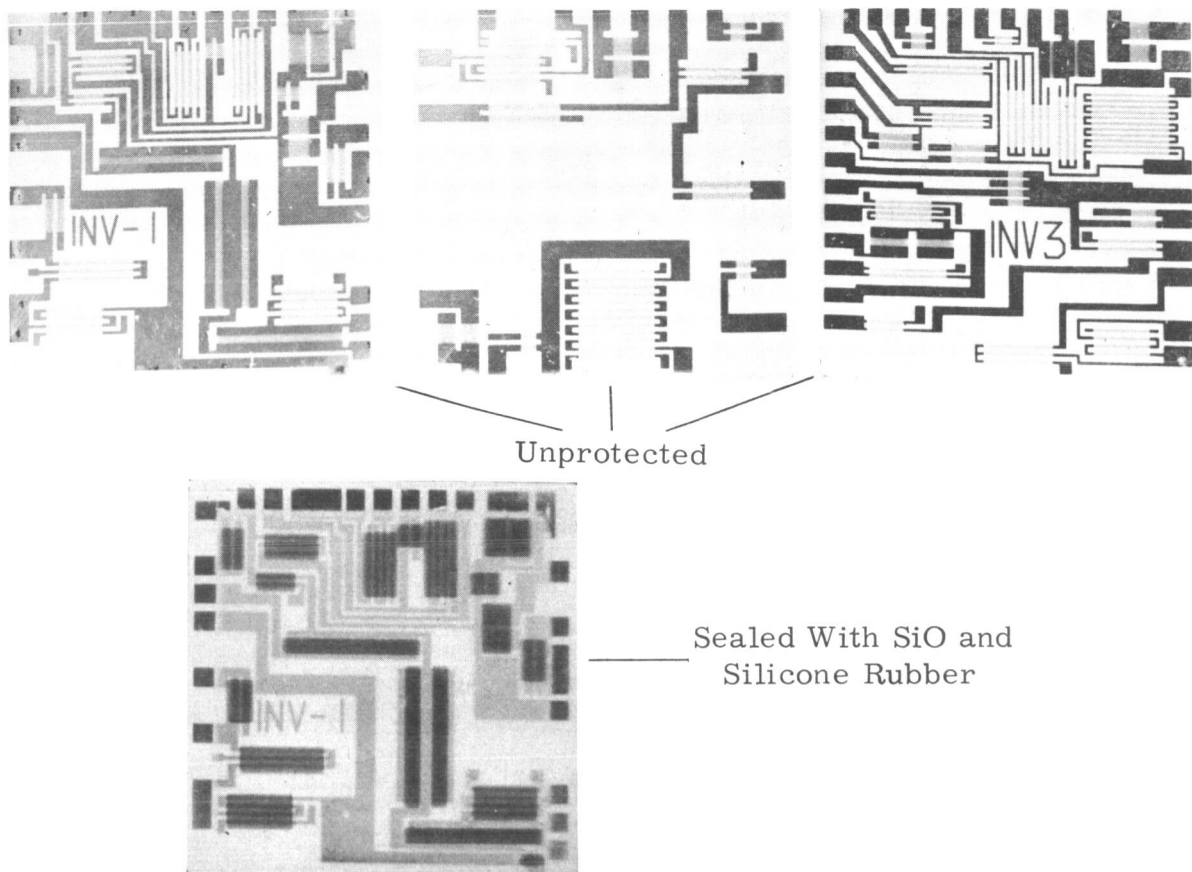 INV-1
INV3
Unprotected
INV-1
Sealed With SiO and
Silicone Rubber